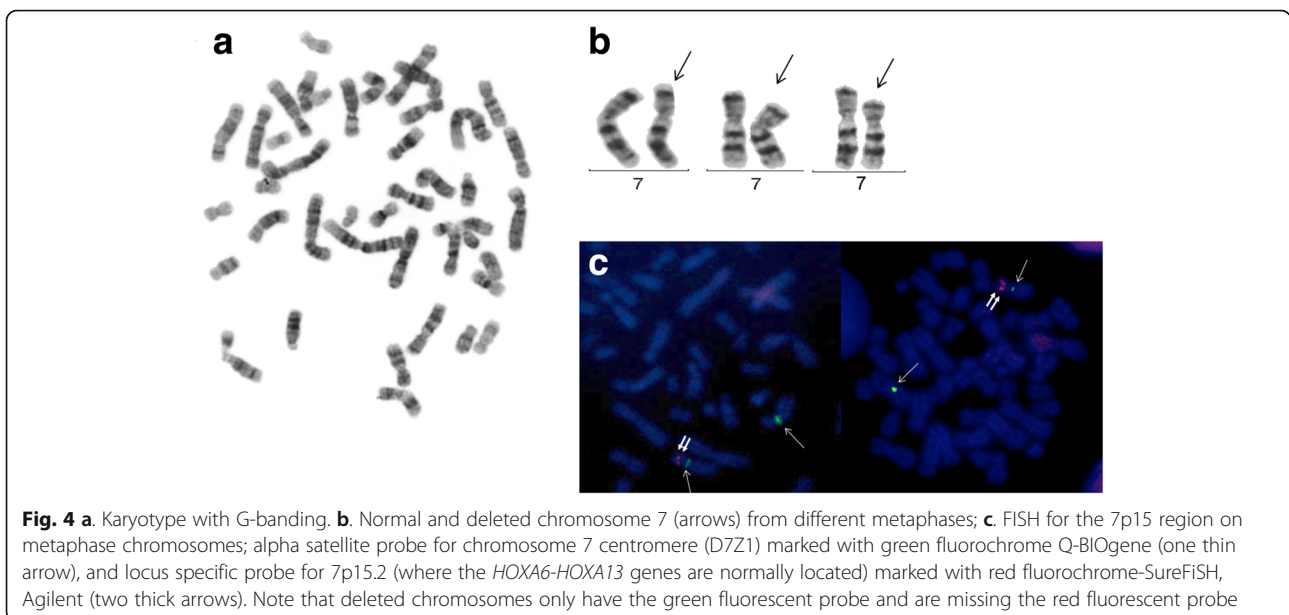 a
b
7
7
7
c
Fig. 4 a. Karyotype with G-banding. b. Normal and deleted chromosome 7 (arrows) from different metaphases; c. FISH for the 7p15 region on
metaphase chromosomes; alpha satellite probe for chromosome 7 centromere (D7Z1) marked with green fluorochrome Q-BIOgene (one thin
arrow), and locus specific probe for 7p15.2 (where the HOXA6-HOXA13 genes are normally located) marked with red fluorochrome-SureFiSH,
Agilent (two thick arrows). Note that deleted chromosomes only have the green fluorescent probe and are missing the red fluorescent probe